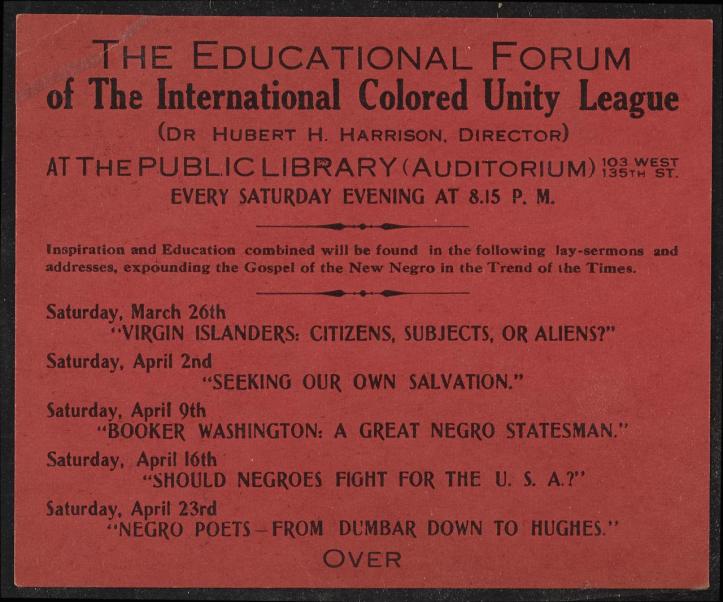 THE EDUCATIONAL FORUM
of The International Colored Unity League
(DR HUBERT H. HARRISON, DIRECTOR)
AT THE PUBLIC LIBRARY (AUDITORIUM) 103 WEST 135TH ST.
EVERY SATURDAY EVENING AT 8.15 P. M.
Inspiration and Education combined will be found in the following lay-sermons and
addresses, expounding the Gospel of the New Negro in the Trend of the Times.
Saturday, March 26th
"VIRGIN ISLANDERS: CITIZENS, SUBJECTS, OR ALIENS?"
Saturday, April 2nd
"SEEKING OUR OWN SALVATION."
Saturday, April 9th
"BOOKER WASHINGTON: A GREAT NEGRO STATESMAN."
Saturday, April 16th
"SHOULD NEGROES FIGHT FOR THE U. S. A.?"
Saturday, April 23rd
"NEGRO POETS – FROM DUMBAR DOWN TO HUGHES."
OVER